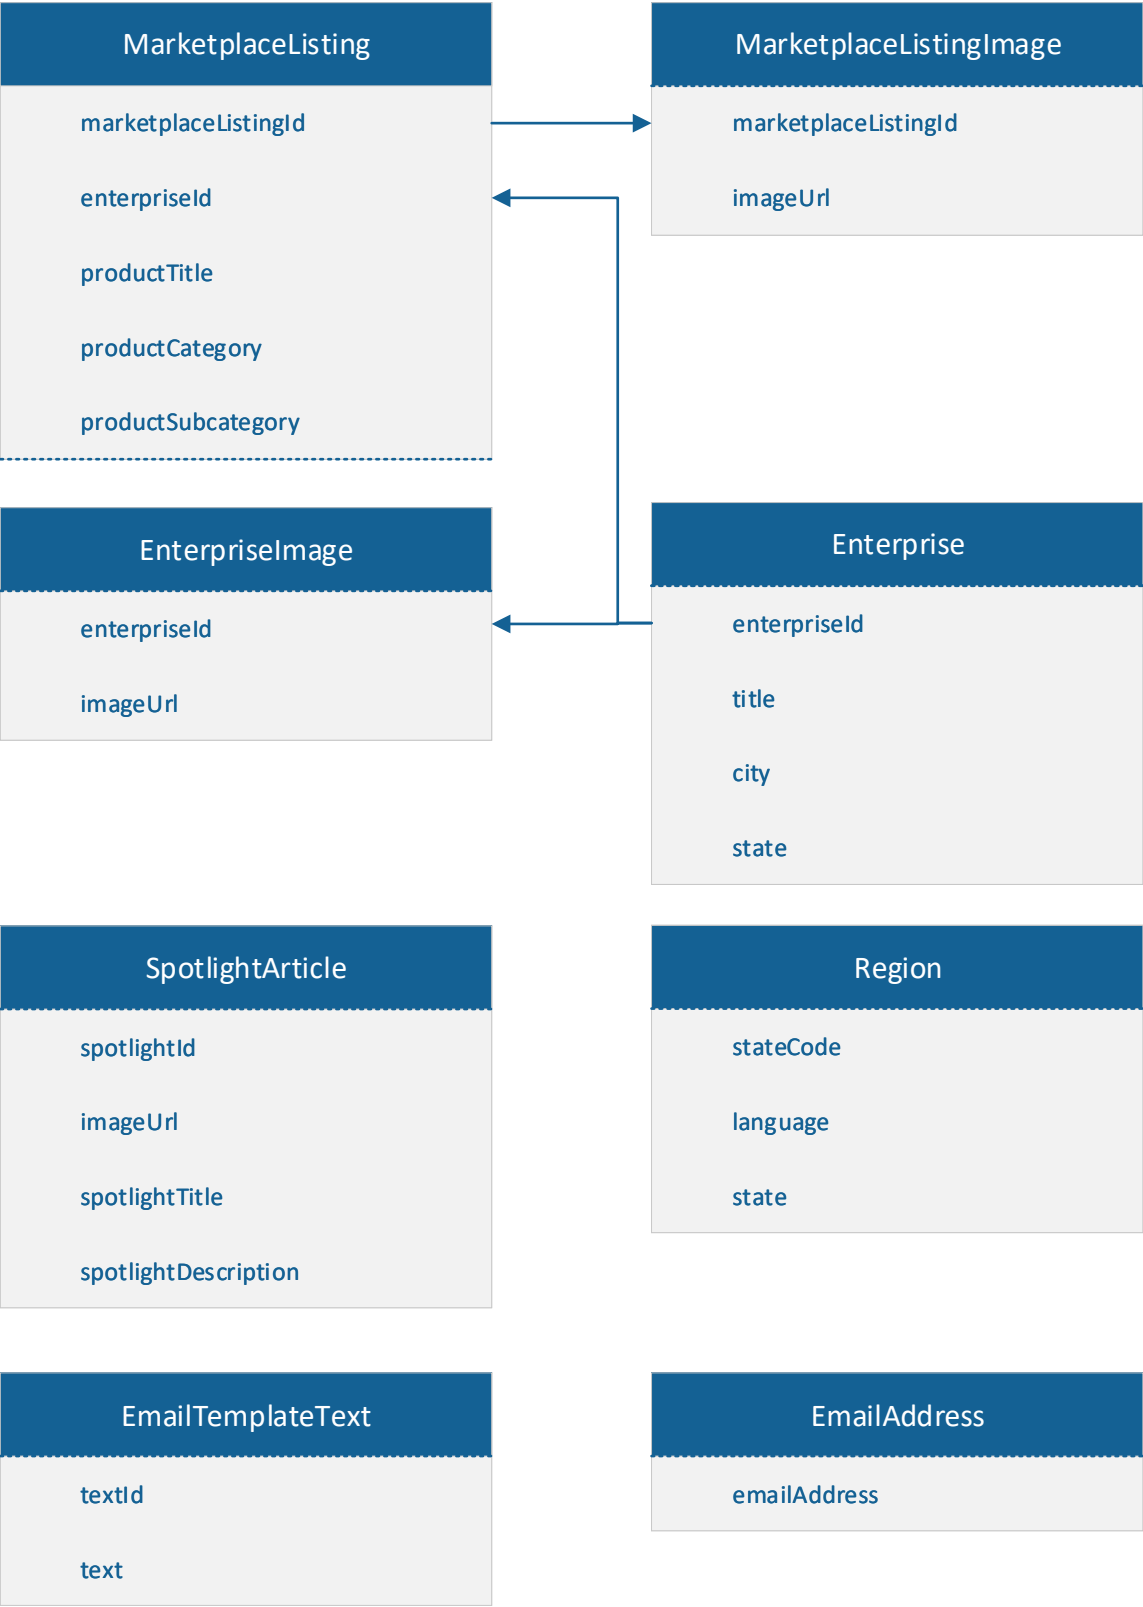 MarketplaceListing
marketplaceListingId
enterpriseId
productTitle
productCategory
productSubcategory
MarketplaceListingImage
marketplaceListingId
imageUrl
EnterpriseImage
enterpriseId
imageUrl
Enterprise
enterpriseId
title
city
state
SpotlightArticle
spotlightId
imageUrl
spotlightTitle
spotlightDescription
Region
stateCode
language
state
EmailTemplateText
textId
text
EmailAddress
emailAddress